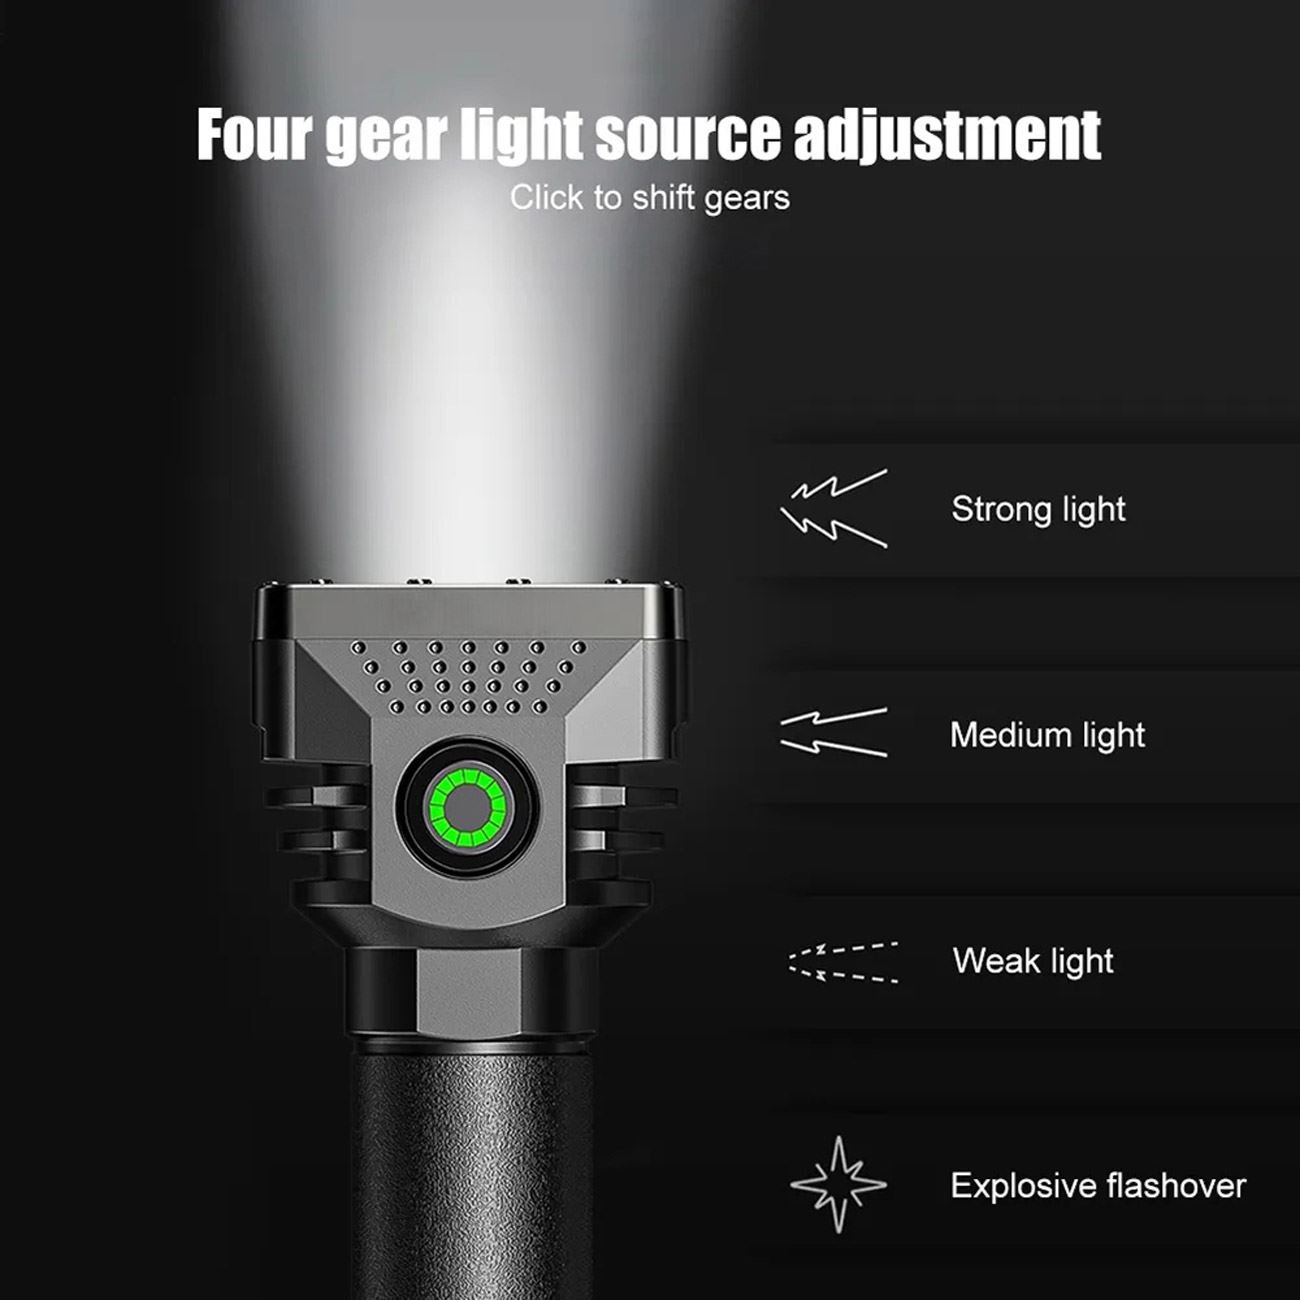 Four gear light source adjustment
Click to shift gears
Strong light
Medium light
Weak light
Explosive flashover